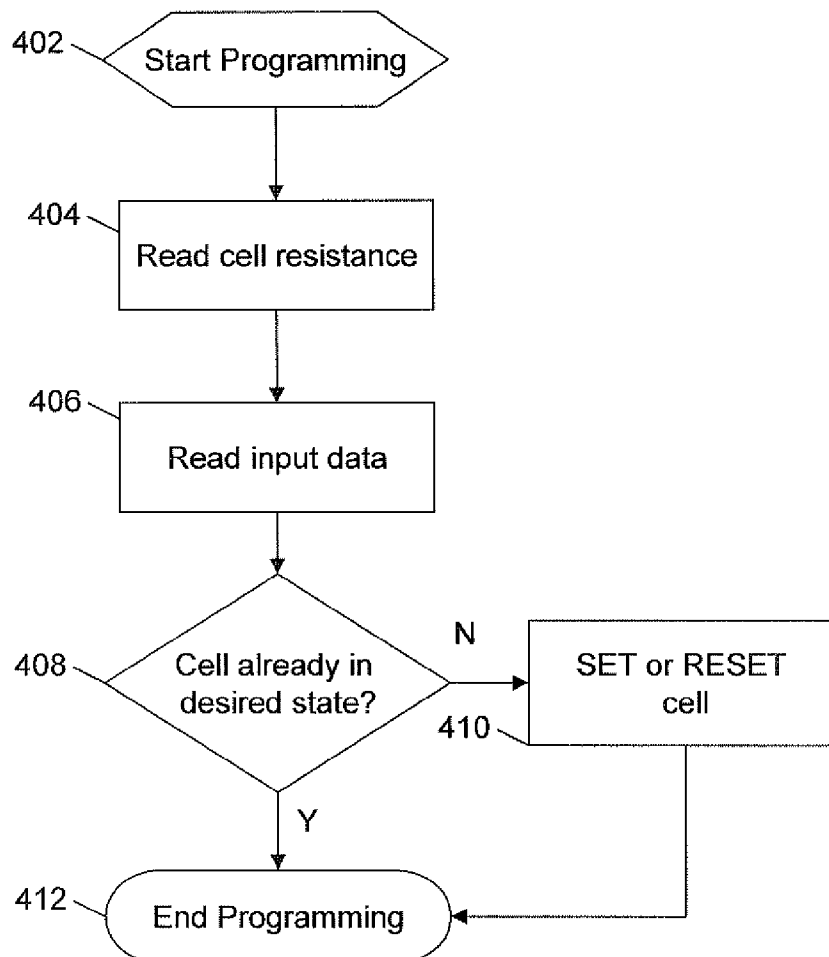 402
Start Programming
404
Read cell resistance
406
Read input data
408
Cell already in
desired state?
N
SET or RESET
cell
410
Y
412
End Programming